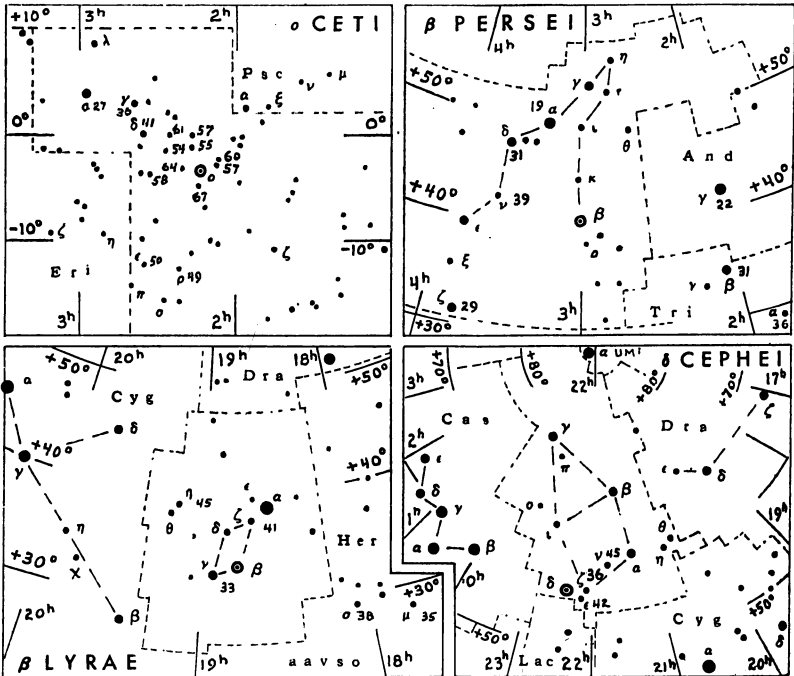 +10° 3h 2h ο CETI
λ
Psc
μ
ν
α ξ
α 27 γ 36
0° δ 41 61 57 0°
54 55
64 60
58 ο 57
67
-10° ζ η -10°
ε 50 ζ
ρ 49
Eri
π
σ
3h 2h
β PERSEI
4h 3h 2h
η
+50° γ +50°
τ
19 α
ι
δ θ
31 And
κ
+40° ν 39 γ 22 +40°
ε β
ρ
ξ
4h 31
β
ζ 29 γ
+30° 3h Tri 2h α 36
+50° 20h 19h 18h
α Dra +50°
Cyg
+40° δ
γ +40°
η 45 ε α
θ ζ 41
η δ Her
+30° χ
γ 33 β
+30°
20h β ο 38 μ 35
β LYRAE 19h aavso 18h
+70° +80° α UMi δ CEPHEI
3h 22h +80° +70° 17h
Cas ζ
γ Dra
2h ε π
ε δ
δ β
1h γ ο 19h
ι θ
α β ν 45 η
0h ζ 36 α
δ
ε 42 Cyg +50°
+50° δ
Lac α
23h 22h 21h 20h